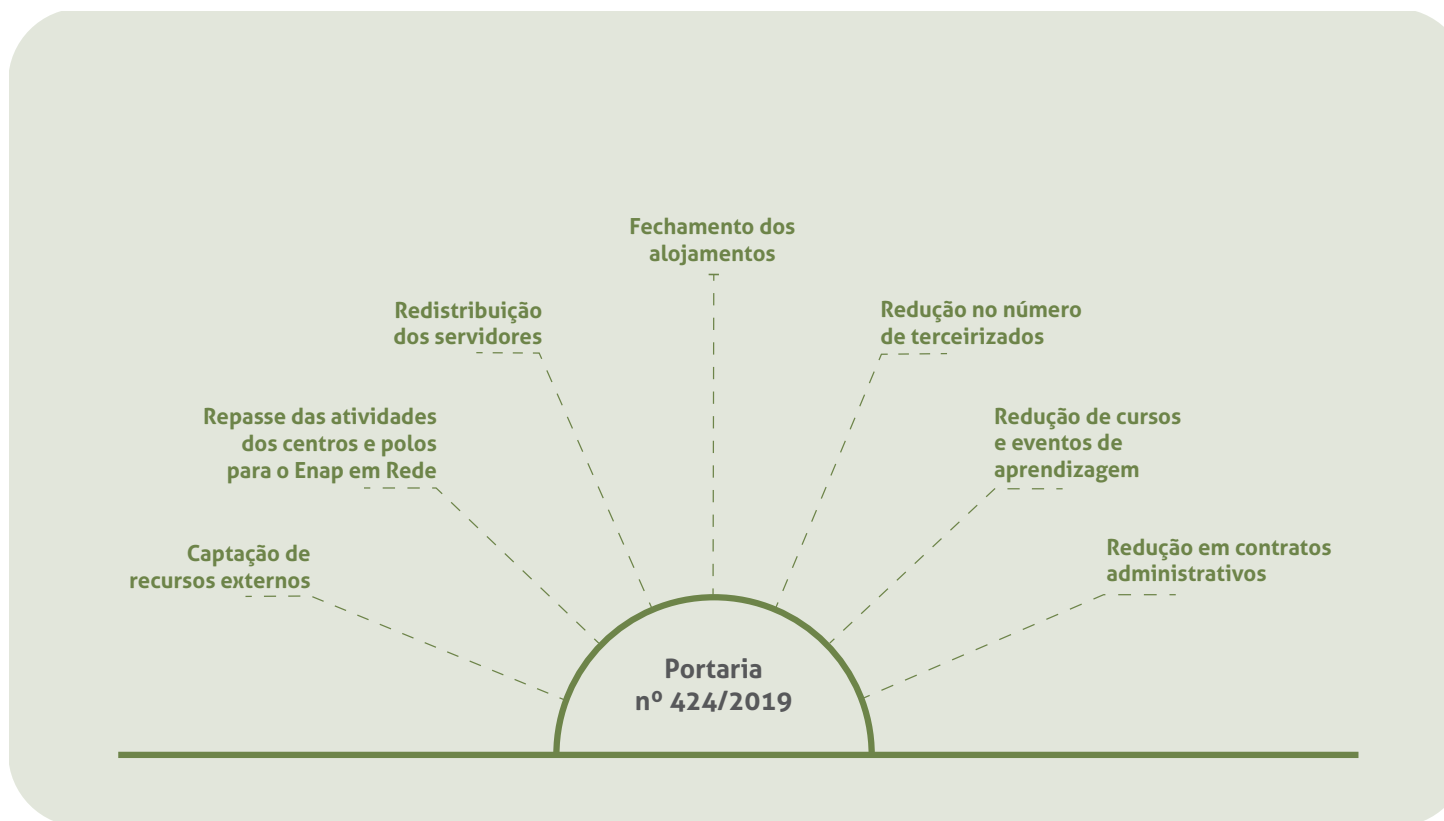 Fechamento dos
alojamentos
Redistribuição
dos servidores
Redução no número
de terceirizados
Repasse das atividades
dos centros e polos
para o Enap em Rede
Redução de cursos
e eventos de
aprendizagem
Captação de
recursos externos
Redução em contratos
administrativos
Portaria
nº 424/2019